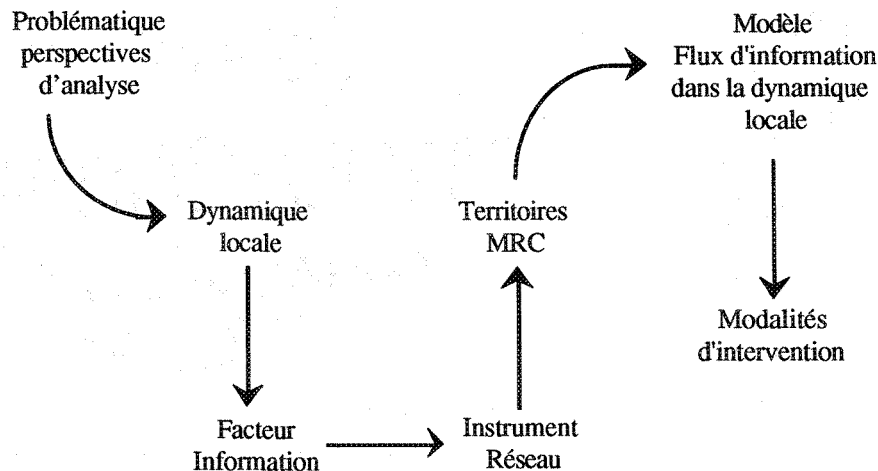 Problématique
perspectives
d'analyse
Dynamique
locale
Facteur
Information
Instrument
Réseau
Territoires
MRC
Modèle
Flux d'information
dans la dynamique
locale
Modalités
d'intervention